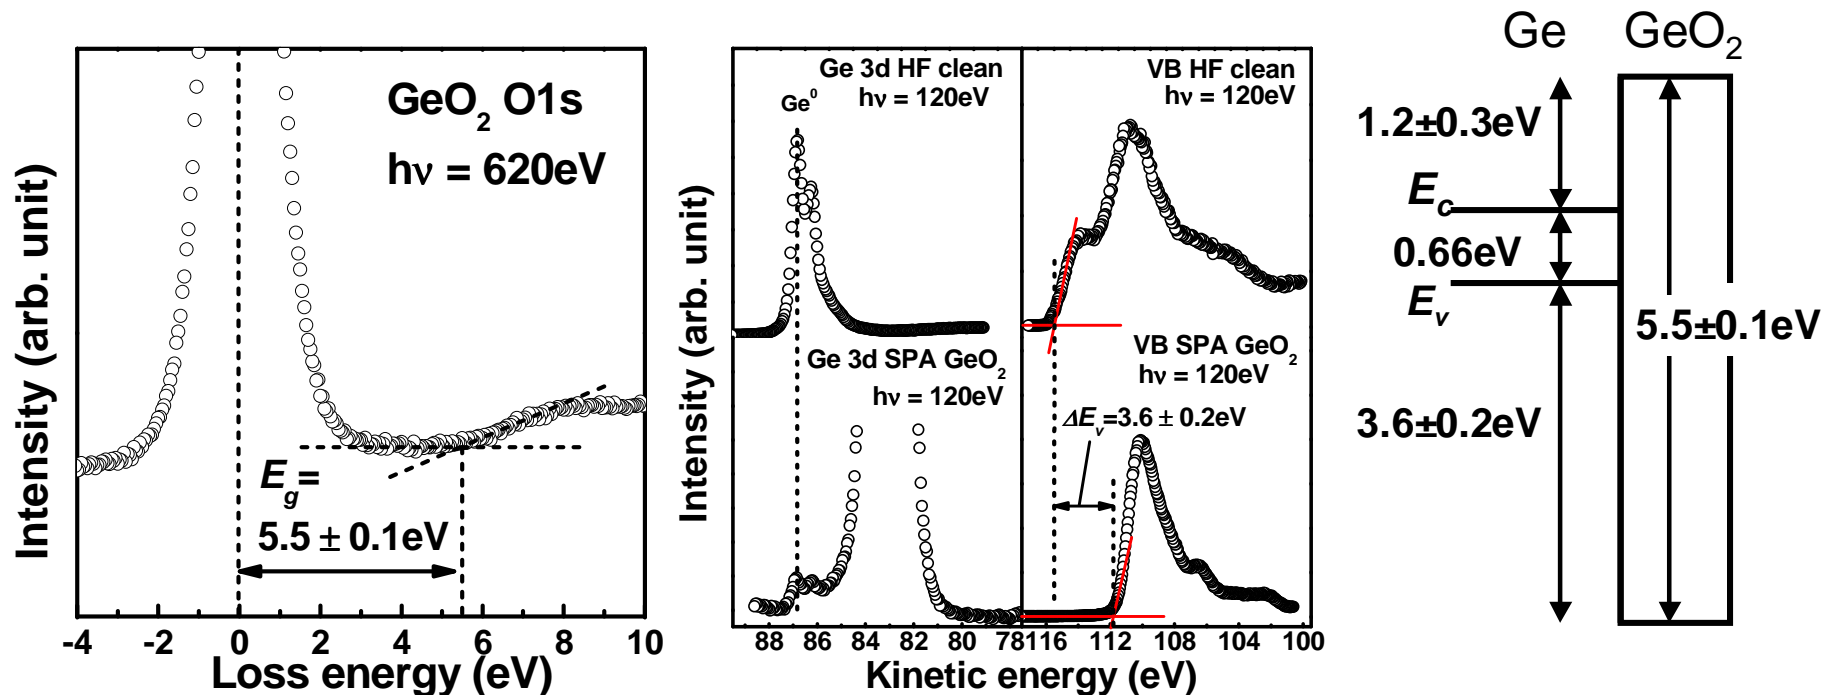 GeO₂ O1s
hν = 620eV
E_g=
5.5 ± 0.1eV
Intensity (arb. unit)
-4 -2 0 2 4 6 8 10
Loss energy (eV)
Ge 3d HF clean
hν = 120eV
Ge⁰
Ge 3d SPA GeO₂
hν = 120eV
VB HF clean
hν = 120eV
VB SPA GeO₂
hν = 120eV
ΔE_v=3.6 ± 0.2eV
Intensity (arb. unit)
88 86 84 82 80 78 116 112 108 104 100
Kinetic energy (eV)
Ge GeO₂
1.2±0.3eV
E_c
0.66eV
E_v
5.5±0.1eV
3.6±0.2eV